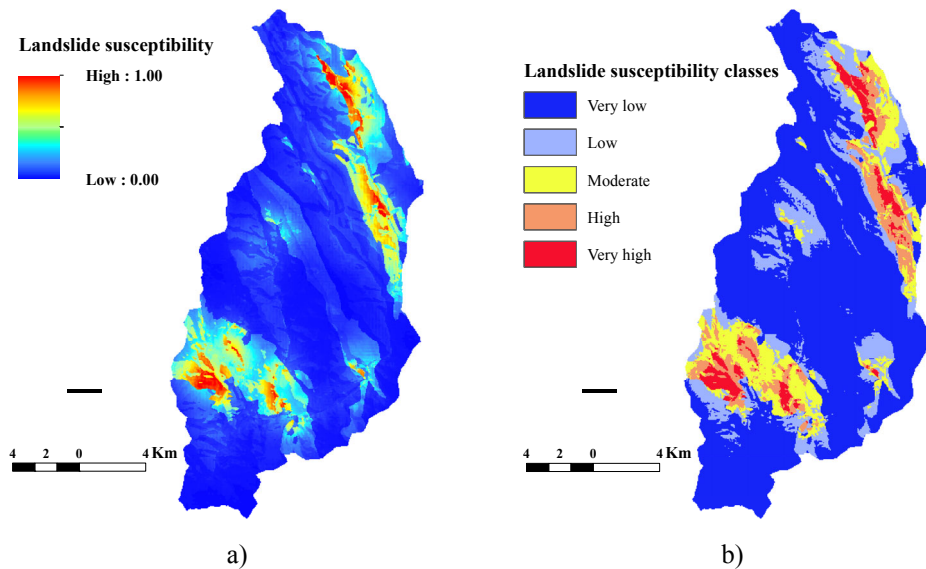 Landslide susceptibility
High : 1.00
Low : 0.00
4 2 0 4 Km
a)
Landslide susceptibility classes
Very low
Low
Moderate
High
Very high
4 2 0 4 Km
b)